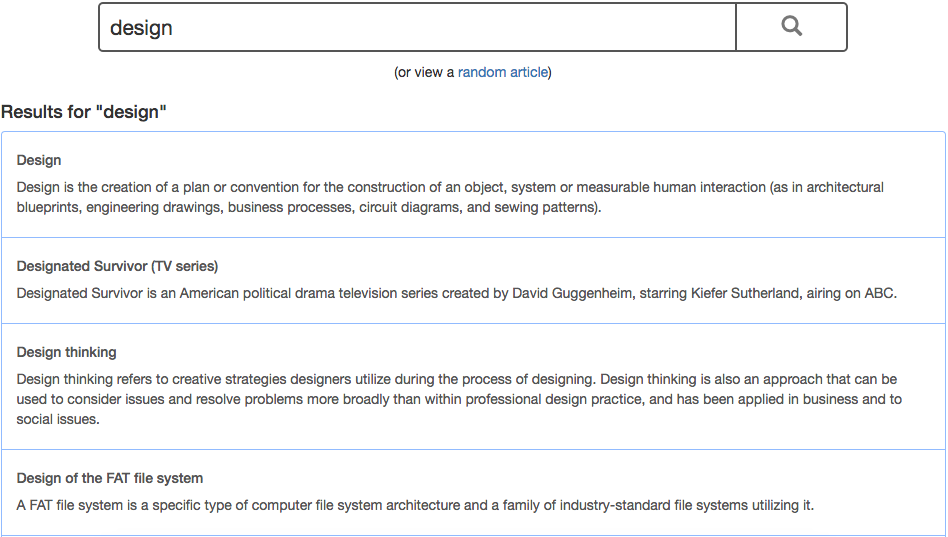 design
(or view a random article)
Results for "design"
Design
Design is the creation of a plan or convention for the construction of an object, system or measurable human interaction (as in architectural
blueprints, engineering drawings, business processes, circuit diagrams, and sewing patterns).
Designated Survivor (TV series)
Designated Survivor is an American political drama television series created by David Guggenheim, starring Kiefer Sutherland, airing on ABC.
Design thinking
Design thinking refers to creative strategies designers utilize during the process of designing. Design thinking is also an approach that can be
used to consider issues and resolve problems more broadly than within professional design practice, and has been applied in business and to
social issues.
Design of the FAT file system
A FAT file system is a specific type of computer file system architecture and a family of industry-standard file systems utilizing it.